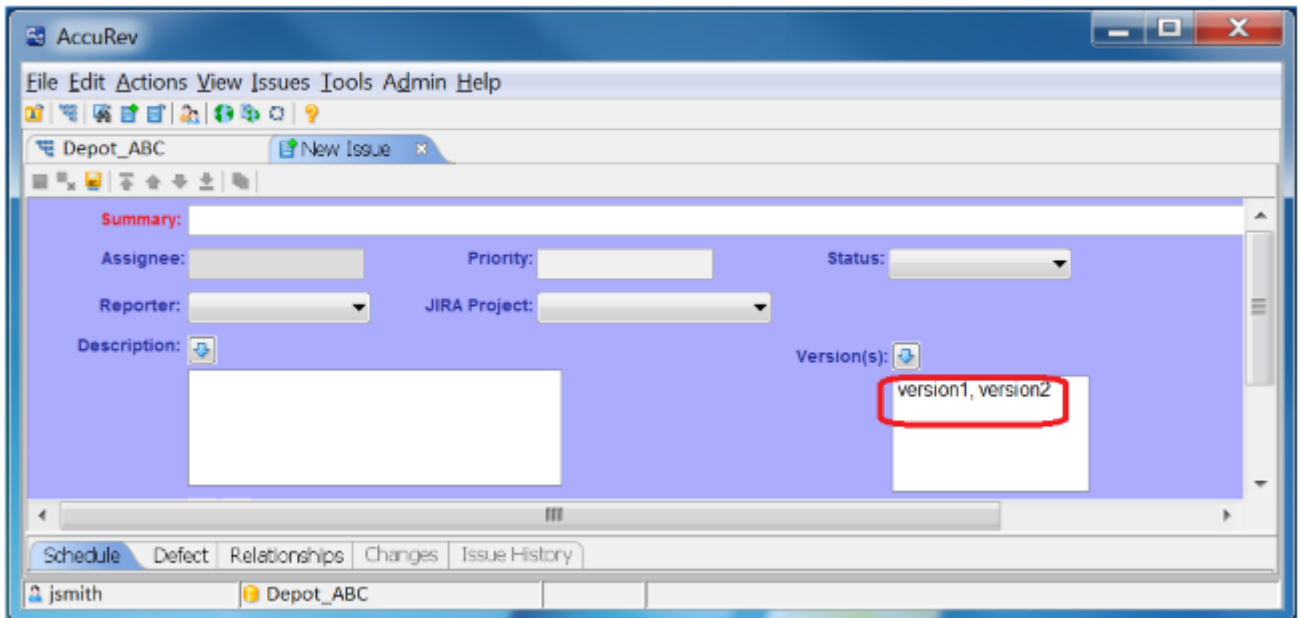 AccuRev
File Edit Actions View Issues Tools Admin Help
Depot_ABC New Issue
Summary:
Assignee: Priority: Status:
Reporter: JIRA Project:
Description:
Version(s):
version1, version2
Schedule Defect Relationships Changes Issue History
jsmith Depot_ABC